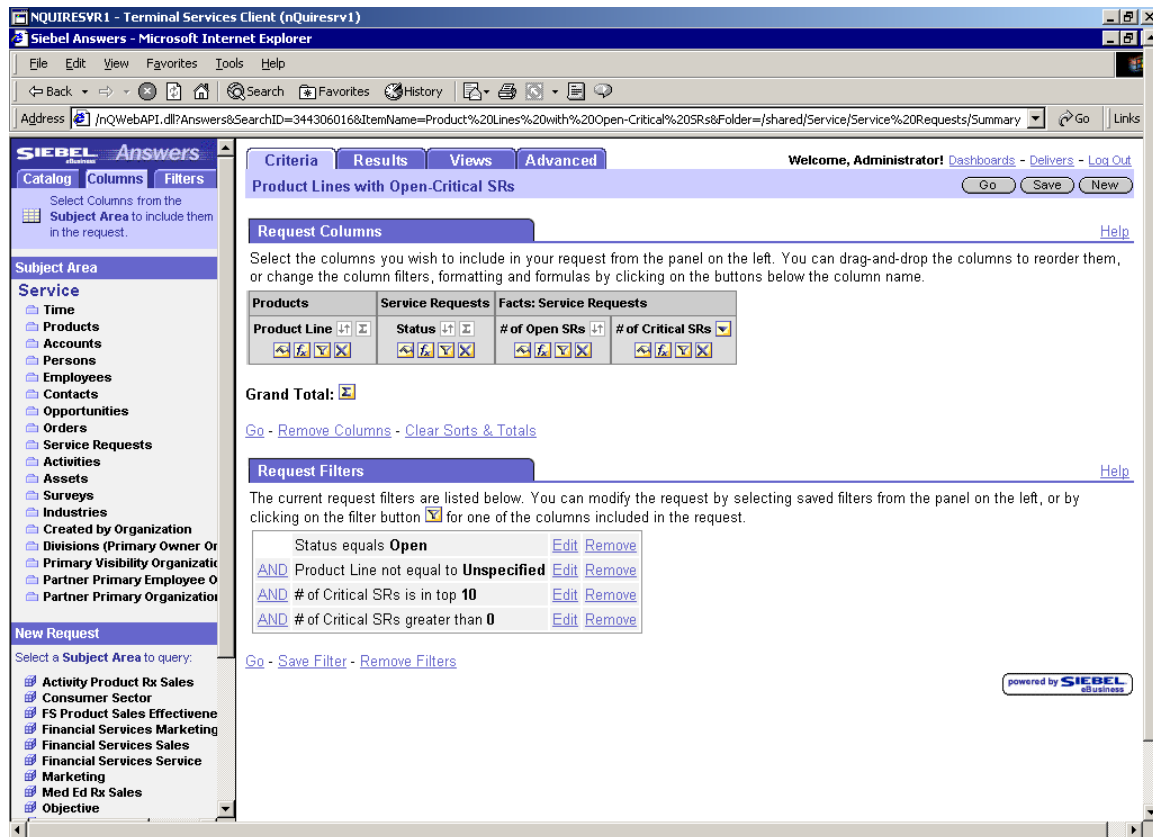 NQUIRESVR1 - Terminal Services Client (nQuiresrv1)
Siebel Answers - Microsoft Internet Explorer
File Edit View Favorites Tools Help
Back Search Favorites History
Address /nQWebAPI.dll?Answers&SearchID=344306016&ItemName=Product%20Lines%20with%20Open-Critical%20SRs&Folder=/shared/Service/Service%20Requests/Summary Go Links
SIEBEL eBusiness Answers
Catalog Columns Filters
Select Columns from the
Subject Area to include them
in the request.
Subject Area
Service
Time
Products
Accounts
Persons
Employees
Contacts
Opportunities
Orders
Service Requests
Activities
Assets
Surveys
Industries
Created by Organization
Divisions (Primary Owner Or
Primary Visibility Organizatic
Partner Primary Employee O
Partner Primary Organization
New Request
Select a Subject Area to query:
Activity Product Rx Sales
Consumer Sector
FS Product Sales Effectivene
Financial Services Marketing
Financial Services Sales
Financial Services Service
Marketing
Med Ed Rx Sales
Objective
Criteria Results Views Advanced
Welcome, Administrator! Dashboards - Delivers - Log Out
Product Lines with Open-Critical SRs
Go Save New
Request Columns Help
Select the columns you wish to include in your request from the panel on the left. You can drag-and-drop the columns to reorder them,
or change the column filters, formatting and formulas by clicking on the buttons below the column name.
Products Service Requests Facts: Service Requests
Product Line Σ Status Σ # of Open SRs # of Critical SRs
fx fx fx fx
Grand Total: Σ
Go - Remove Columns - Clear Sorts & Totals
Request Filters Help
The current request filters are listed below. You can modify the request by selecting saved filters from the panel on the left, or by
clicking on the filter button for one of the columns included in the request.
Status equals Open Edit Remove
AND Product Line not equal to Unspecified Edit Remove
AND # of Critical SRs is in top 10 Edit Remove
AND # of Critical SRs greater than 0 Edit Remove
Go - Save Filter - Remove Filters
powered by SIEBEL eBusiness